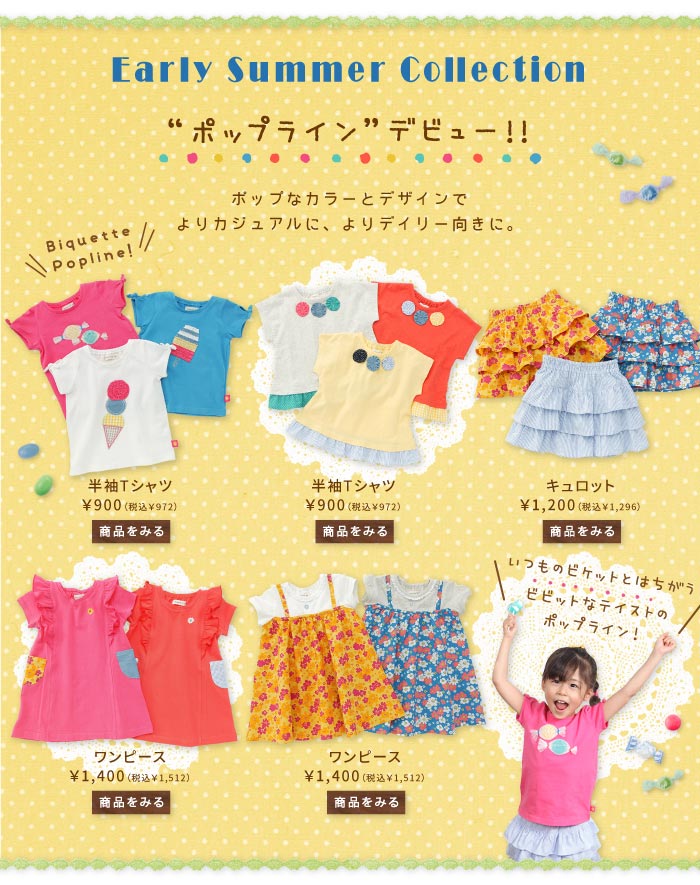 Early Summer Collection
“ポップライン”デビュー!!
ポップなカラーとデザインで
よりカジュアルに、よりデイリー向きに。
Biquette
Popline!
半袖Tシャツ
¥900(税込¥972)
商品をみる
半袖Tシャツ
¥900(税込¥972)
商品をみる
キュロット
¥1,200(税込¥1,296)
商品をみる
ワンピース
¥1,400(税込¥1,512)
商品をみる
ワンピース
¥1,400(税込¥1,512)
商品をみる
いつものビケットとはちがう
ビビットなテイストの
ポップライン!